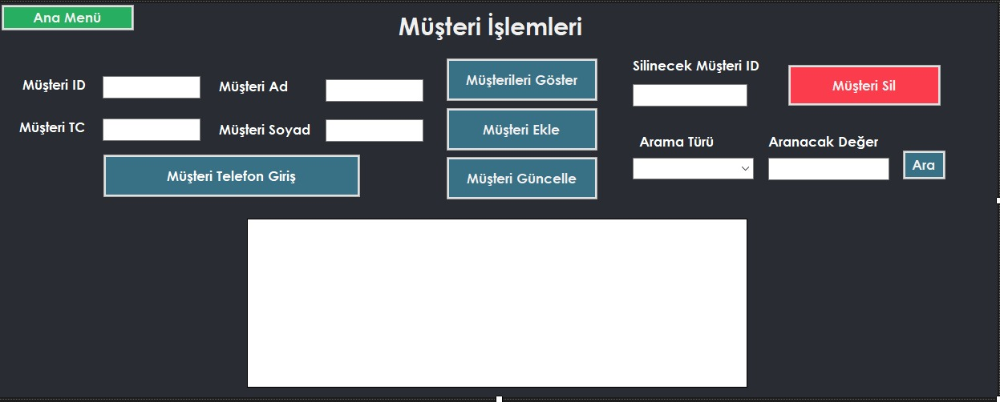 Ana Menü
Müşteri İşlemleri
Müşteri ID
Müşteri Ad
Müşteri TC
Müşteri Soyad
Müşteri Telefon Giriş
Müşterileri Göster
Müşteri Ekle
Müşteri Güncelle
Silinecek Müşteri ID
Müşteri Sil
Arama Türü
Aranacak Değer
Ara